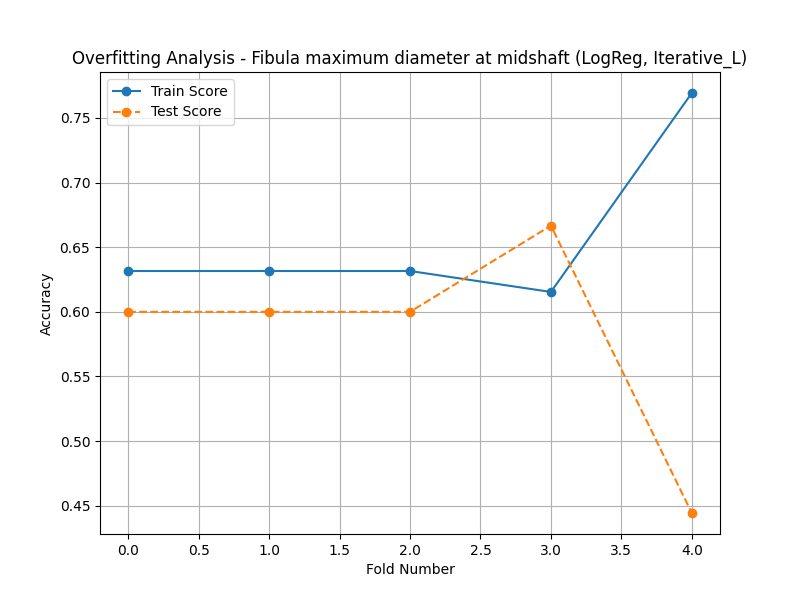 Overfitting Analysis - Fibula maximum diameter at midshaft (LogReg, Iterative_L)
Train Score
Test Score
0.75
0.70
0.65
0.60
0.55
0.50
0.45
Accuracy
0.0 0.5 1.0 1.5 2.0 2.5 3.0 3.5 4.0
Fold Number